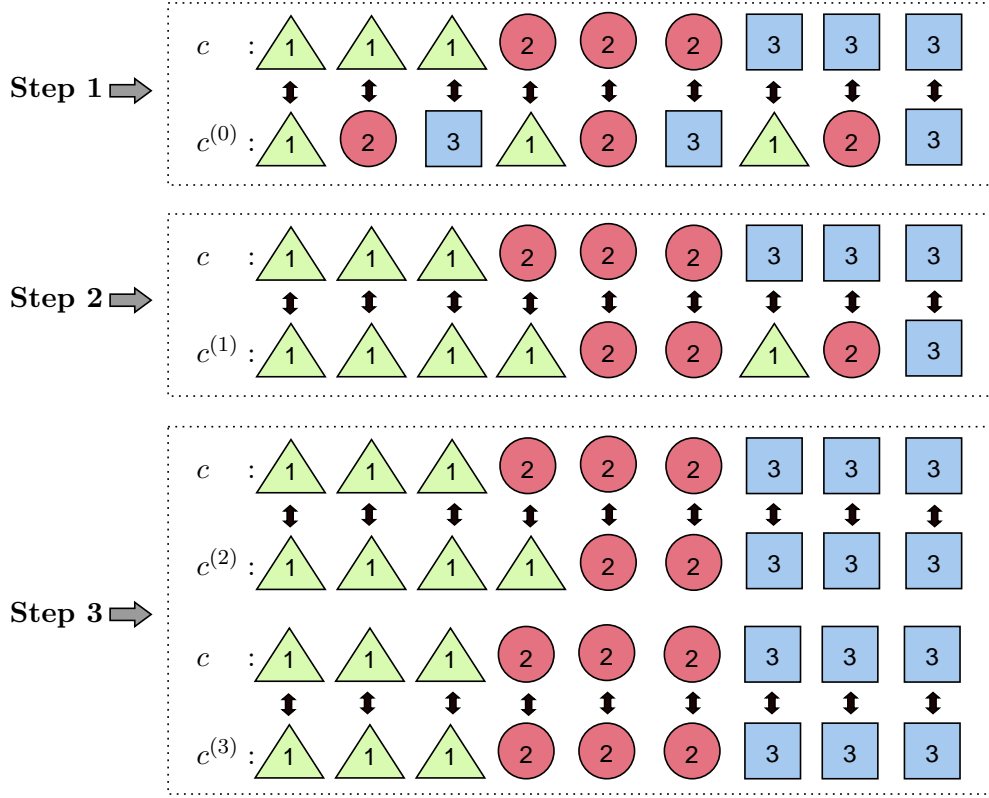 c : 1 1 1 2 2 2 3 3 3
Step 1
c^{(0)} : 1 2 3 1 2 3 1 2 3
c : 1 1 1 2 2 2 3 3 3
Step 2
c^{(1)} : 1 1 1 1 2 2 1 2 3
c : 1 1 1 2 2 2 3 3 3
c^{(2)} : 1 1 1 1 2 2 3 3 3
Step 3
c : 1 1 1 2 2 2 3 3 3
c^{(3)} : 1 1 1 2 2 2 3 3 3